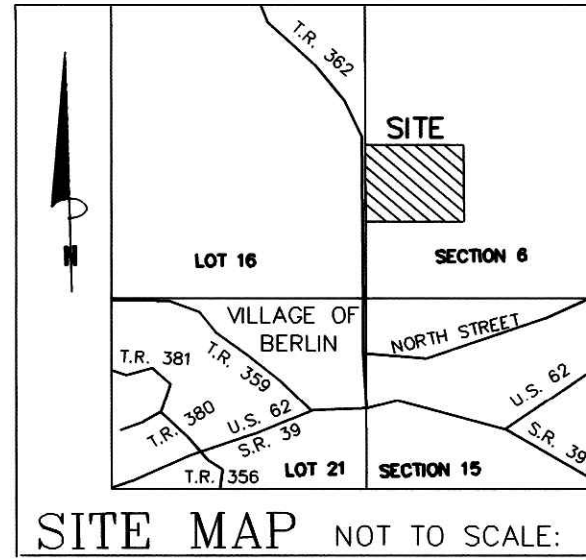 T.R. 362
SITE
N
LOT 16
SECTION 6
VILLAGE OF
BERLIN
NORTH STREET
T.R. 381
T.R. 359
T.R. 380
U.S. 62
S.R. 39
U.S. 62
S.R. 39
T.R. 356
LOT 21
SECTION 15
SITE MAP NOT TO SCALE: